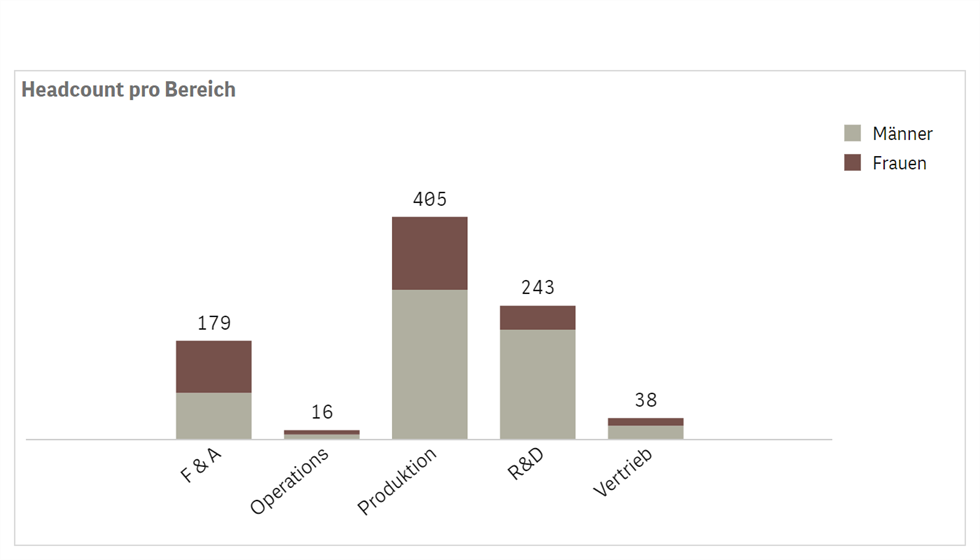 Headcount pro Bereich
Männer
Frauen
405
243
179
38
16
F & A
Operations
Produktion
R&D
Vertrieb